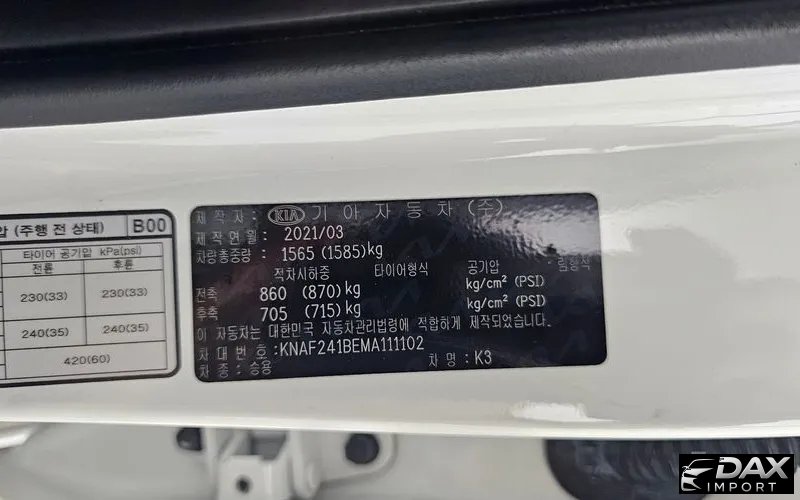 압 (주행 전 상태) B00
타이어 공기압 kPa(psi)
전륜 후륜
230(33) 230(33)
240(35) 240(35)
420(60)
제 작 자 : KIA 기 아 자 동 차 (주)
제 작 연 월 : 2021/03
차량총중량 : 1565 (1585)kg
적차시하중 타이어형식 공기압 림형식
전축 860 (870)kg kg/cm² (PSI)
후축 705 (715)kg kg/cm² (PSI)
이 자동차는 대한민국 자동차관리법령에 적합하게 제작되었습니다.
차 대 번 호 :KNAF241BEMA111102
차 종 : 승용 차 명 : K3
DAX
IMPORT